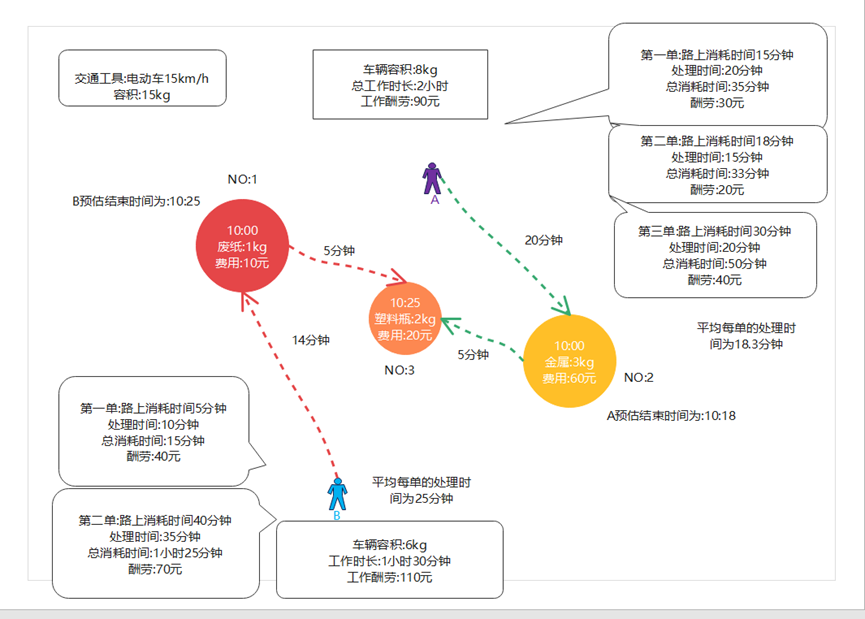 交通工具:电动车15km/h
容积:15kg
车辆容积:8kg
总工作时长:2小时
工作酬劳:90元
第一单:路上消耗时间15分钟
处理时间:20分钟
总消耗时间:35分钟
酬劳:30元
第二单:路上消耗时间18分钟
处理时间:15分钟
总消耗时间:33分钟
酬劳:20元
第三单:路上消耗时间30分钟
处理时间:20分钟
总消耗时间:50分钟
酬劳:40元
NO:1
B预估结束时间为:10:25
A
10:00
废纸:1kg
费用:10元
5分钟
20分钟
10:25
塑料瓶:2kg
费用:20元
14分钟
5分钟
NO:3
10:00
金属:3kg
费用:60元
平均每单的处理时
间为18.3分钟
NO:2
A预估结束时间为:10:18
第一单:路上消耗时间5分钟
处理时间:10分钟
总消耗时间:15分钟
酬劳:40元
平均每单的处理时
间为25分钟
B
第二单:路上消耗时间40分钟
处理时间:35分钟
总消耗时间:1小时25分钟
酬劳:70元
车辆容积:6kg
工作时长:1小时30分钟
工作酬劳:110元